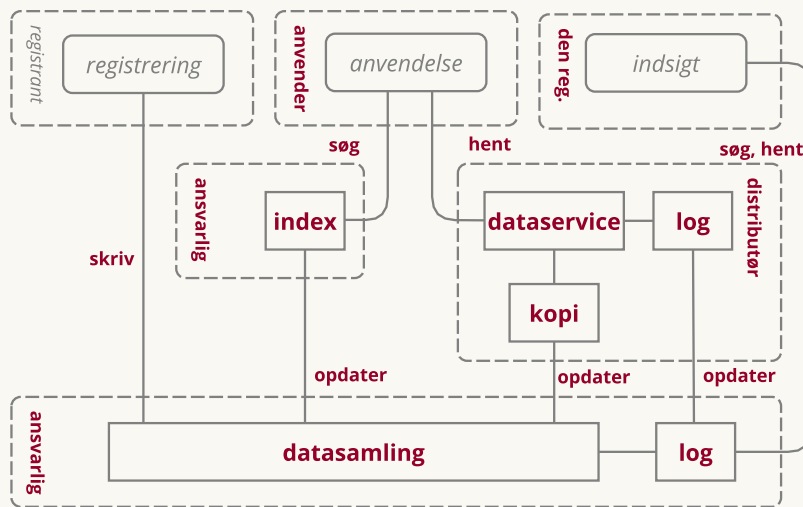 registrant
registrering
anvender
anvendelse
den reg.
indsigt
søg
hent
søg, hent
ansvarlig
index
dataservice
log
distributør
skriv
kopi
opdater
opdater
opdater
ansvarlig
datasamling
log